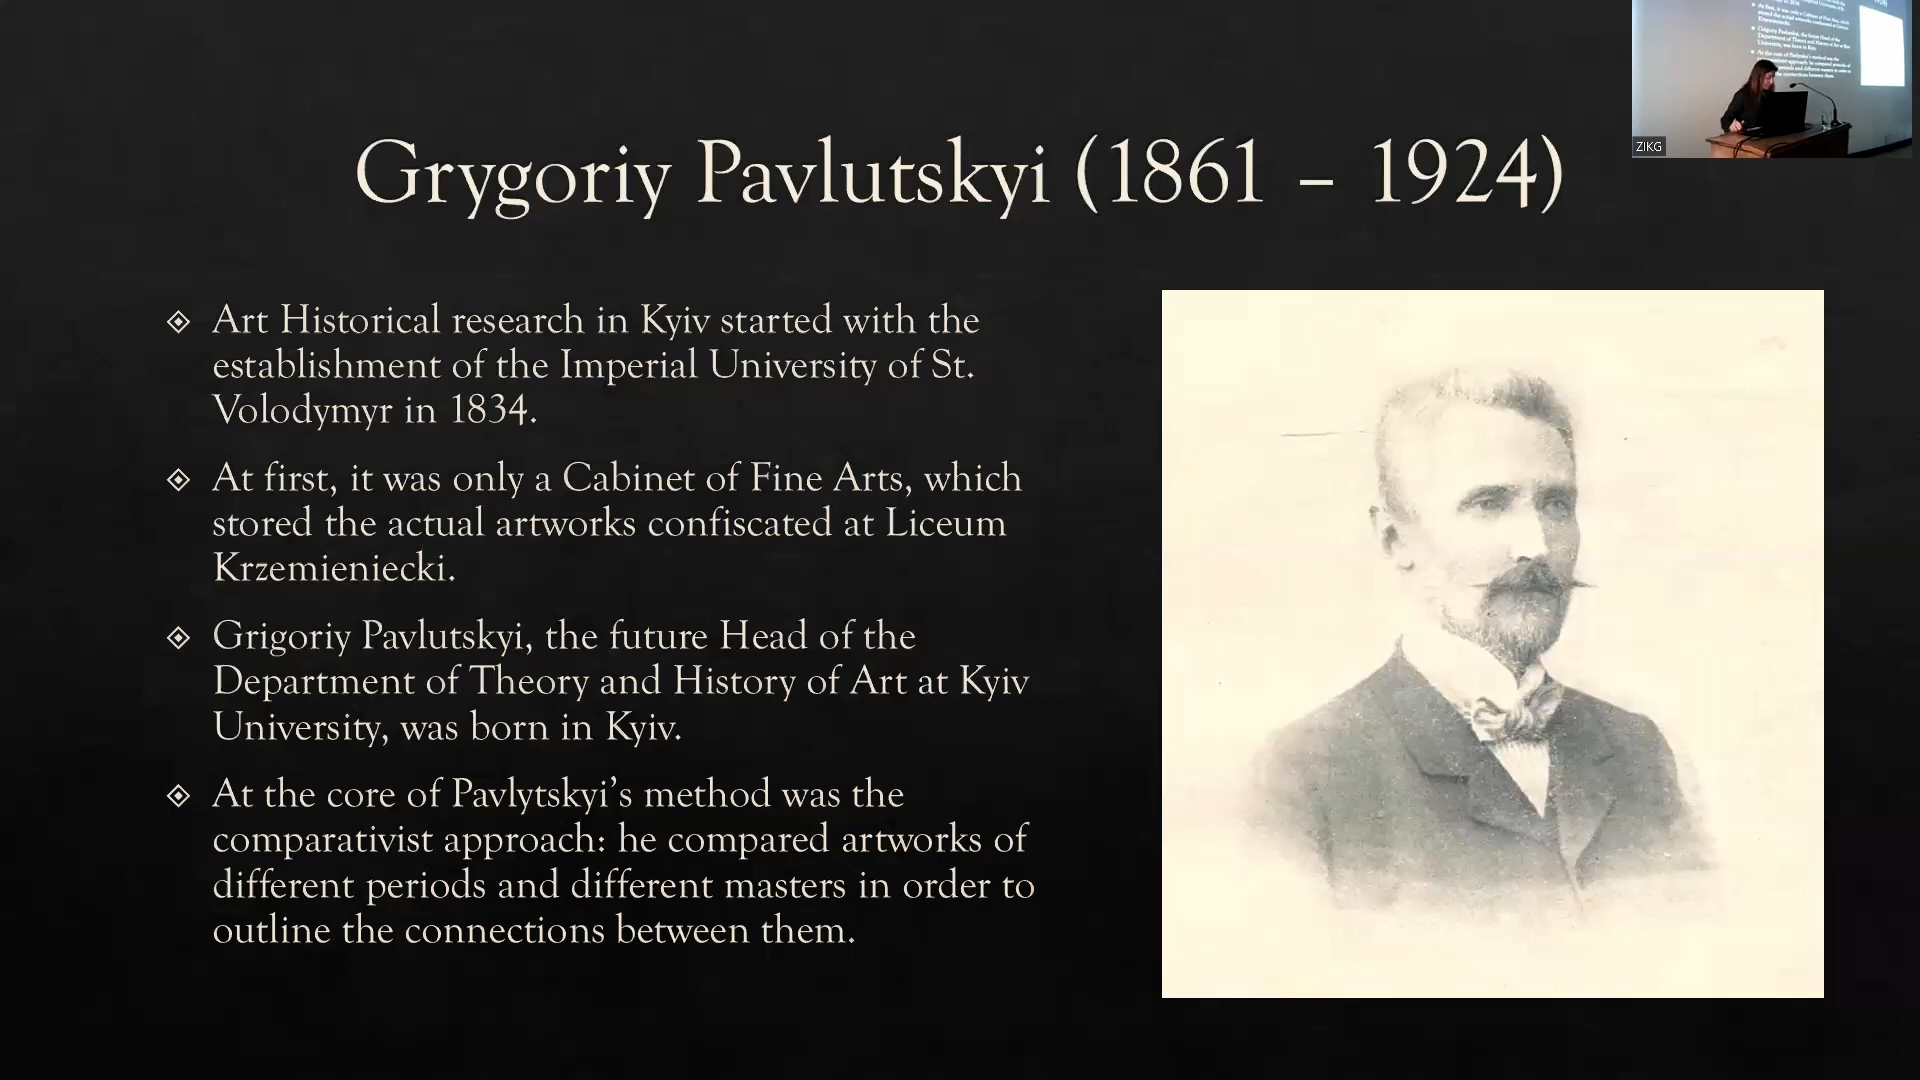 Grygoriy Pavlutskyi (1861 – 1924)
Art Historical research in Kyiv started with the
establishment of the Imperial University of St.
Volodymyr in 1834.
At first, it was only a Cabinet of Fine Arts, which
stored the actual artworks confiscated at Liceum
Krzemieniecki.
Grigoriy Pavlutskyi, the future Head of the
Department of Theory and History of Art at Kyiv
University, was born in Kyiv.
At the core of Pavlytskyi’s method was the
comparativist approach: he compared artworks of
different periods and different masters in order to
outline the connections between them.
ZIKG